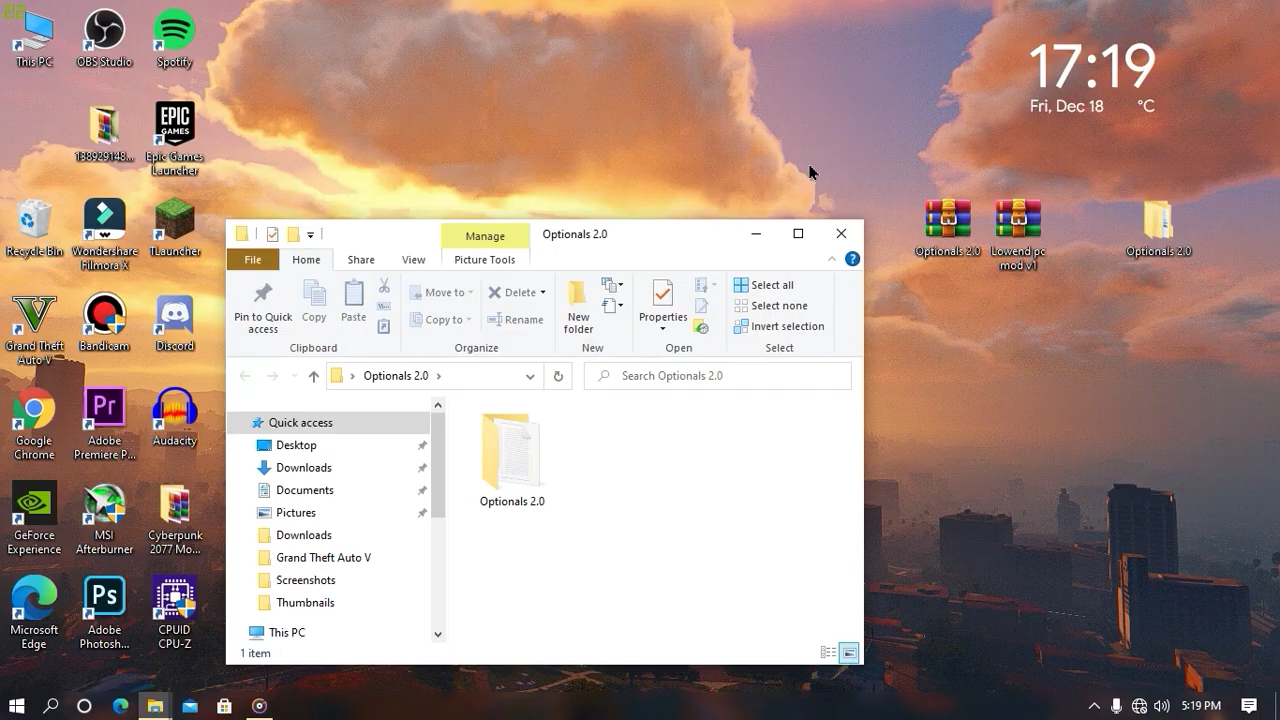 22
This PC
OBS Studio
Spotify
138929148...
EPIC
GAMES
Epic Games
Launcher
Recycle Bin
Wondershare
Filmora X
TLauncher
Grand Theft
Auto V
Bandicam
Discord
Google
Chrome
Pr
Adobe
Premiere P...
Audacity
GeForce
Experience
MSI
Afterburner
Cyberpunk
2077 Mo...
Microsoft
Edge
Ps
Adobe
Photosh...
CPUID
CPU-Z
17:19
Fri, Dec 18 °C
Optionals 2.0
Lowend pc
mod v1
Optionals 2.0
Manage
Optionals 2.0
File
Home
Share
View
Picture Tools
Pin to Quick
access
Copy
Paste
Clipboard
Move to
Copy to
Delete
Rename
Organize
New
folder
New
Properties
Open
Select all
Select none
Invert selection
Select
Optionals 2.0
Search Optionals 2.0
Quick access
Desktop
Downloads
Documents
Pictures
Downloads
Grand Theft Auto V
Screenshots
Thumbnails
This PC
Optionals 2.0
1 item
5:19 PM